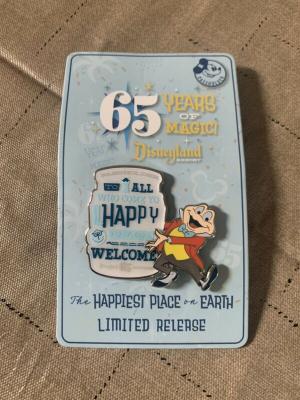 65 YEARS
OF
MAGIC!
Disneyland
TO ALL
WHO COME TO
HAPPY
WELCOME
The HAPPIEST PLACE on EARTH
LIMITED RELEASE